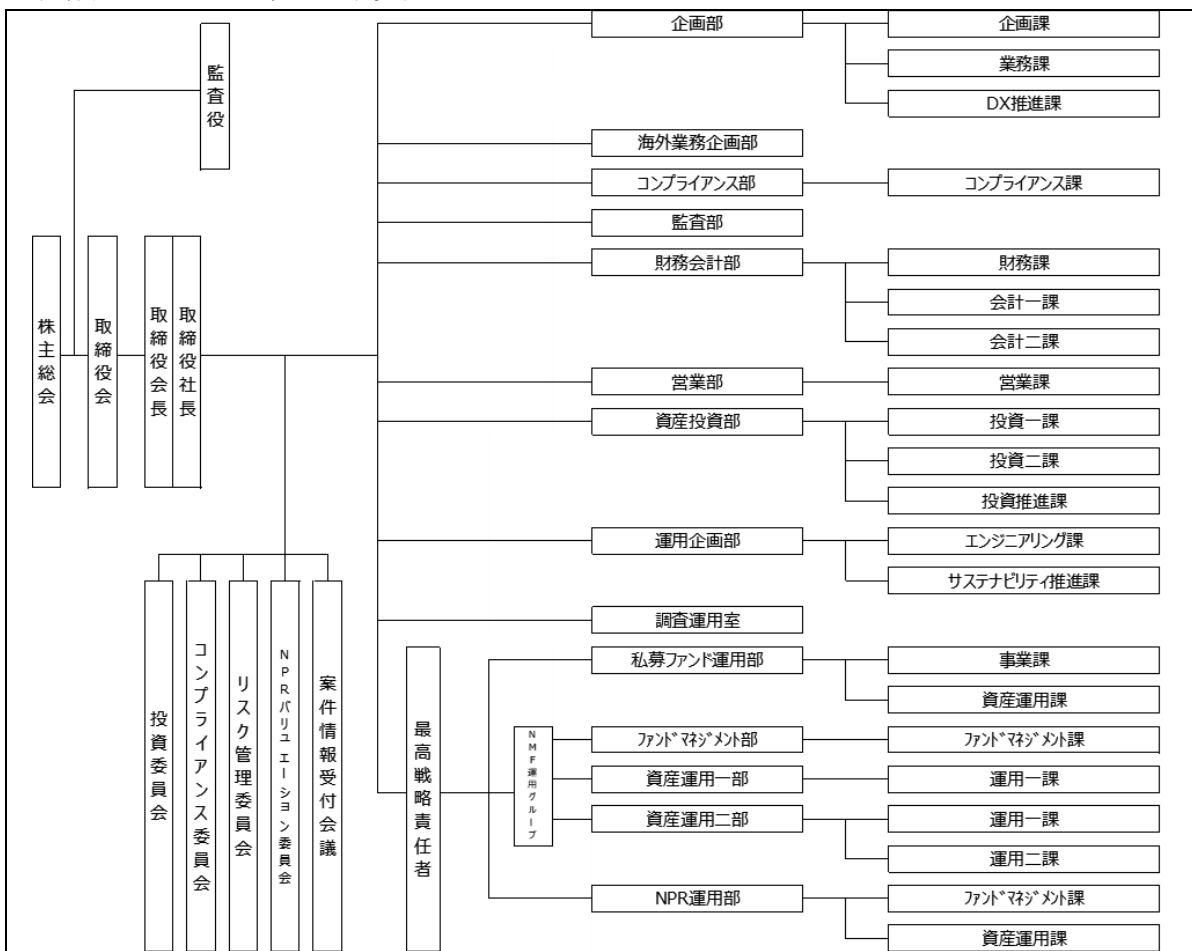 監査役
株主総会
取締役会
取締役会長
取締役社長
投資委員会
コンプライアンス委員会
リスク管理委員会
NPRバリュエーション委員会
案件情報受付会議
企画部
企画課
業務課
DX推進課
海外業務企画部
コンプライアンス部
コンプライアンス課
監査部
財務会計部
財務課
会計一課
会計二課
営業部
営業課
資産投資部
投資一課
投資二課
投資推進課
運用企画部
エンジニアリング課
サステナビリティ推進課
調査運用室
最高戦略責任者
私募ファンド運用部
事業課
資産運用課
NMF運用グループ
ファンドマネジメント部
ファンドマネジメント課
資産運用一部
運用一課
資産運用二部
運用一課
運用二課
NPR運用部
ファンドマネジメント課
資産運用課